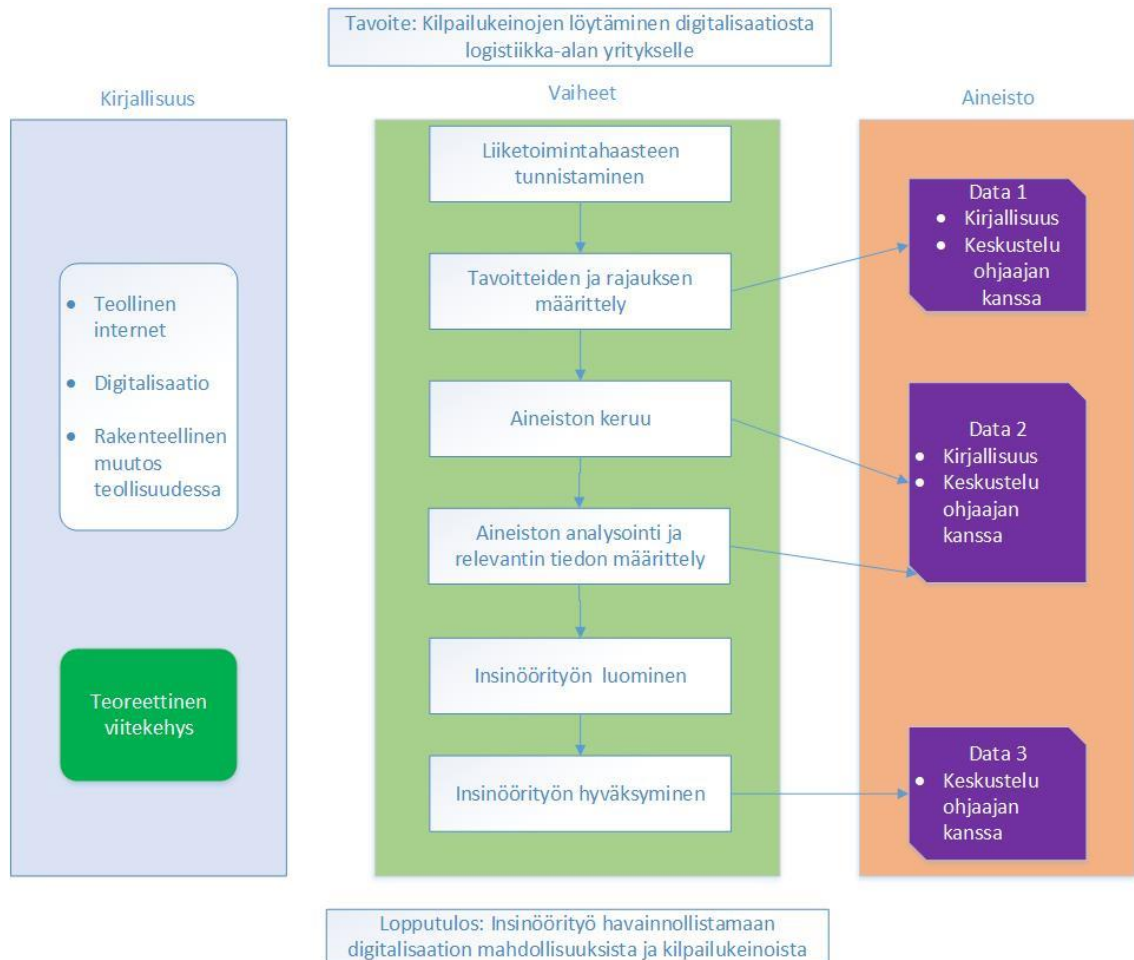 Tavoite: Kilpailukeinojen löytäminen digitalisaatiosta
logistiikka-alan yritykselle
Kirjallisuus
Teollinen
internet
Digitalisaatio
Rakenteellinen
muutos
teollisuudessa
Teoreettinen
viitekehys
Vaiheet
Liiketoimintahaasteen
tunnistaminen
Tavoitteiden ja rajauksen
määrittely
Aineiston keruu
Aineiston analysointi ja
relevantin tiedon määrittely
Insinöörityön luominen
Insinöörityön hyväksyminen
Aineisto
Data 1
Kirjallisuus
Keskustelu
ohjaajan
kanssa
Data 2
Kirjallisuus
Keskustelu
ohjaajan
kanssa
Data 3
Keskustelu
ohjaajan
kanssa
Lopputulos: Insinöörityö havainnollistamaan
digitalisaation mahdollisuuksista ja kilpailukeinoista